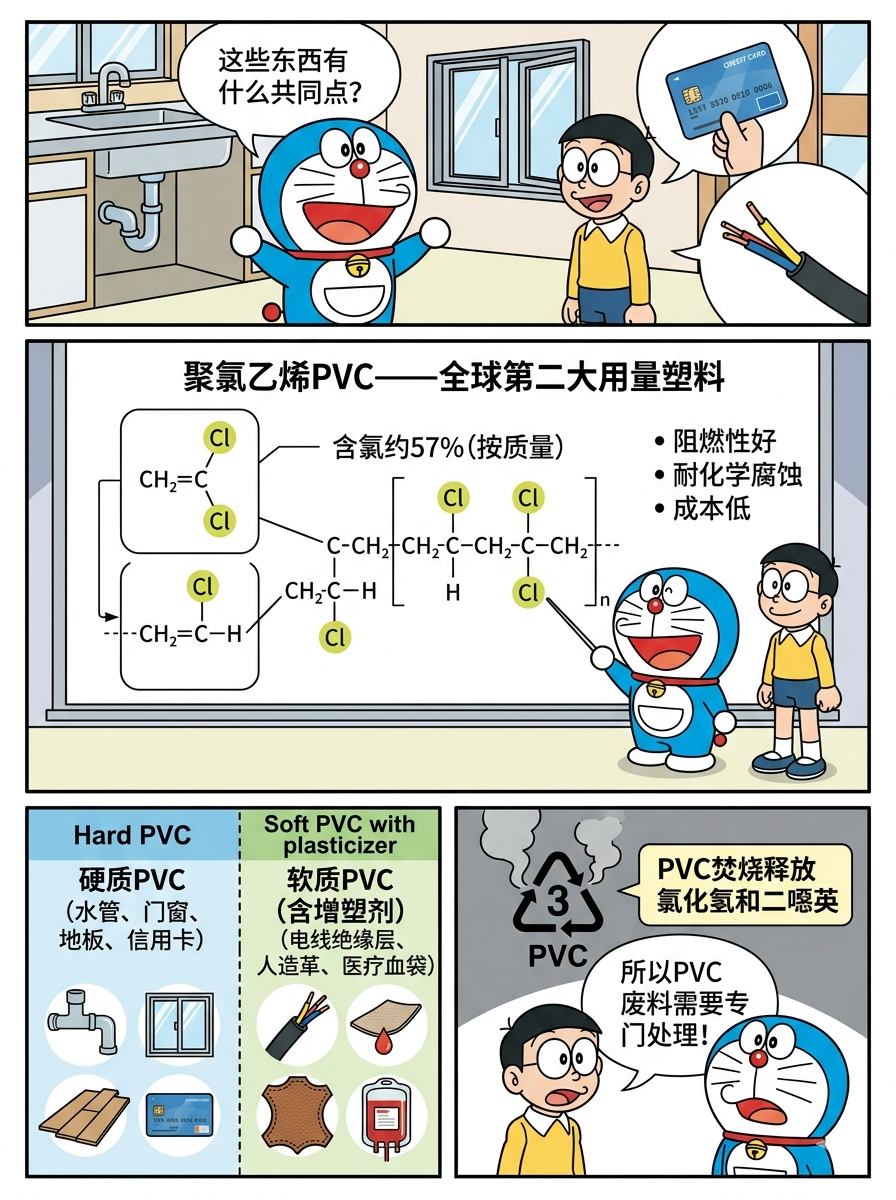 这些东西有
什么共同点？
CREDIT CARD
聚氯乙烯PVC——全球第二大用量塑料
Cl
CH₂=C
Cl
含氯约57%（按质量）
• 阻燃性好
• 耐化学腐蚀
• 成本低
Cl Cl
C-CH₂-CH₂-C-CH₂-C-CH₂----
H Cl
n
CH₂-C-H
Cl
Cl
----CH₂=C-H
Hard PVC
硬质PVC
（水管、门窗、
地板、信用卡）
Soft PVC with
plasticizer
软质PVC
（含增塑剂）
（电线绝缘层、
人造革、医疗血袋）
3
PVC
PVC焚烧释放
氯化氢和二噁英
所以PVC
废料需要专
门处理！